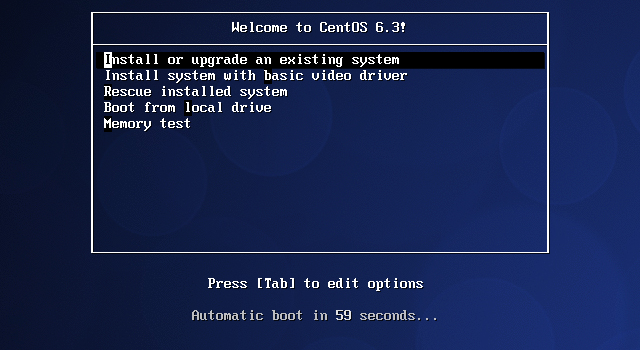 Welcome to CentOS 6.3!
Install or upgrade an existing system
Install system with basic video driver
Rescue installed system
Boot from local drive
Memory test
Press [Tab] to edit options
Automatic boot in 59 seconds...